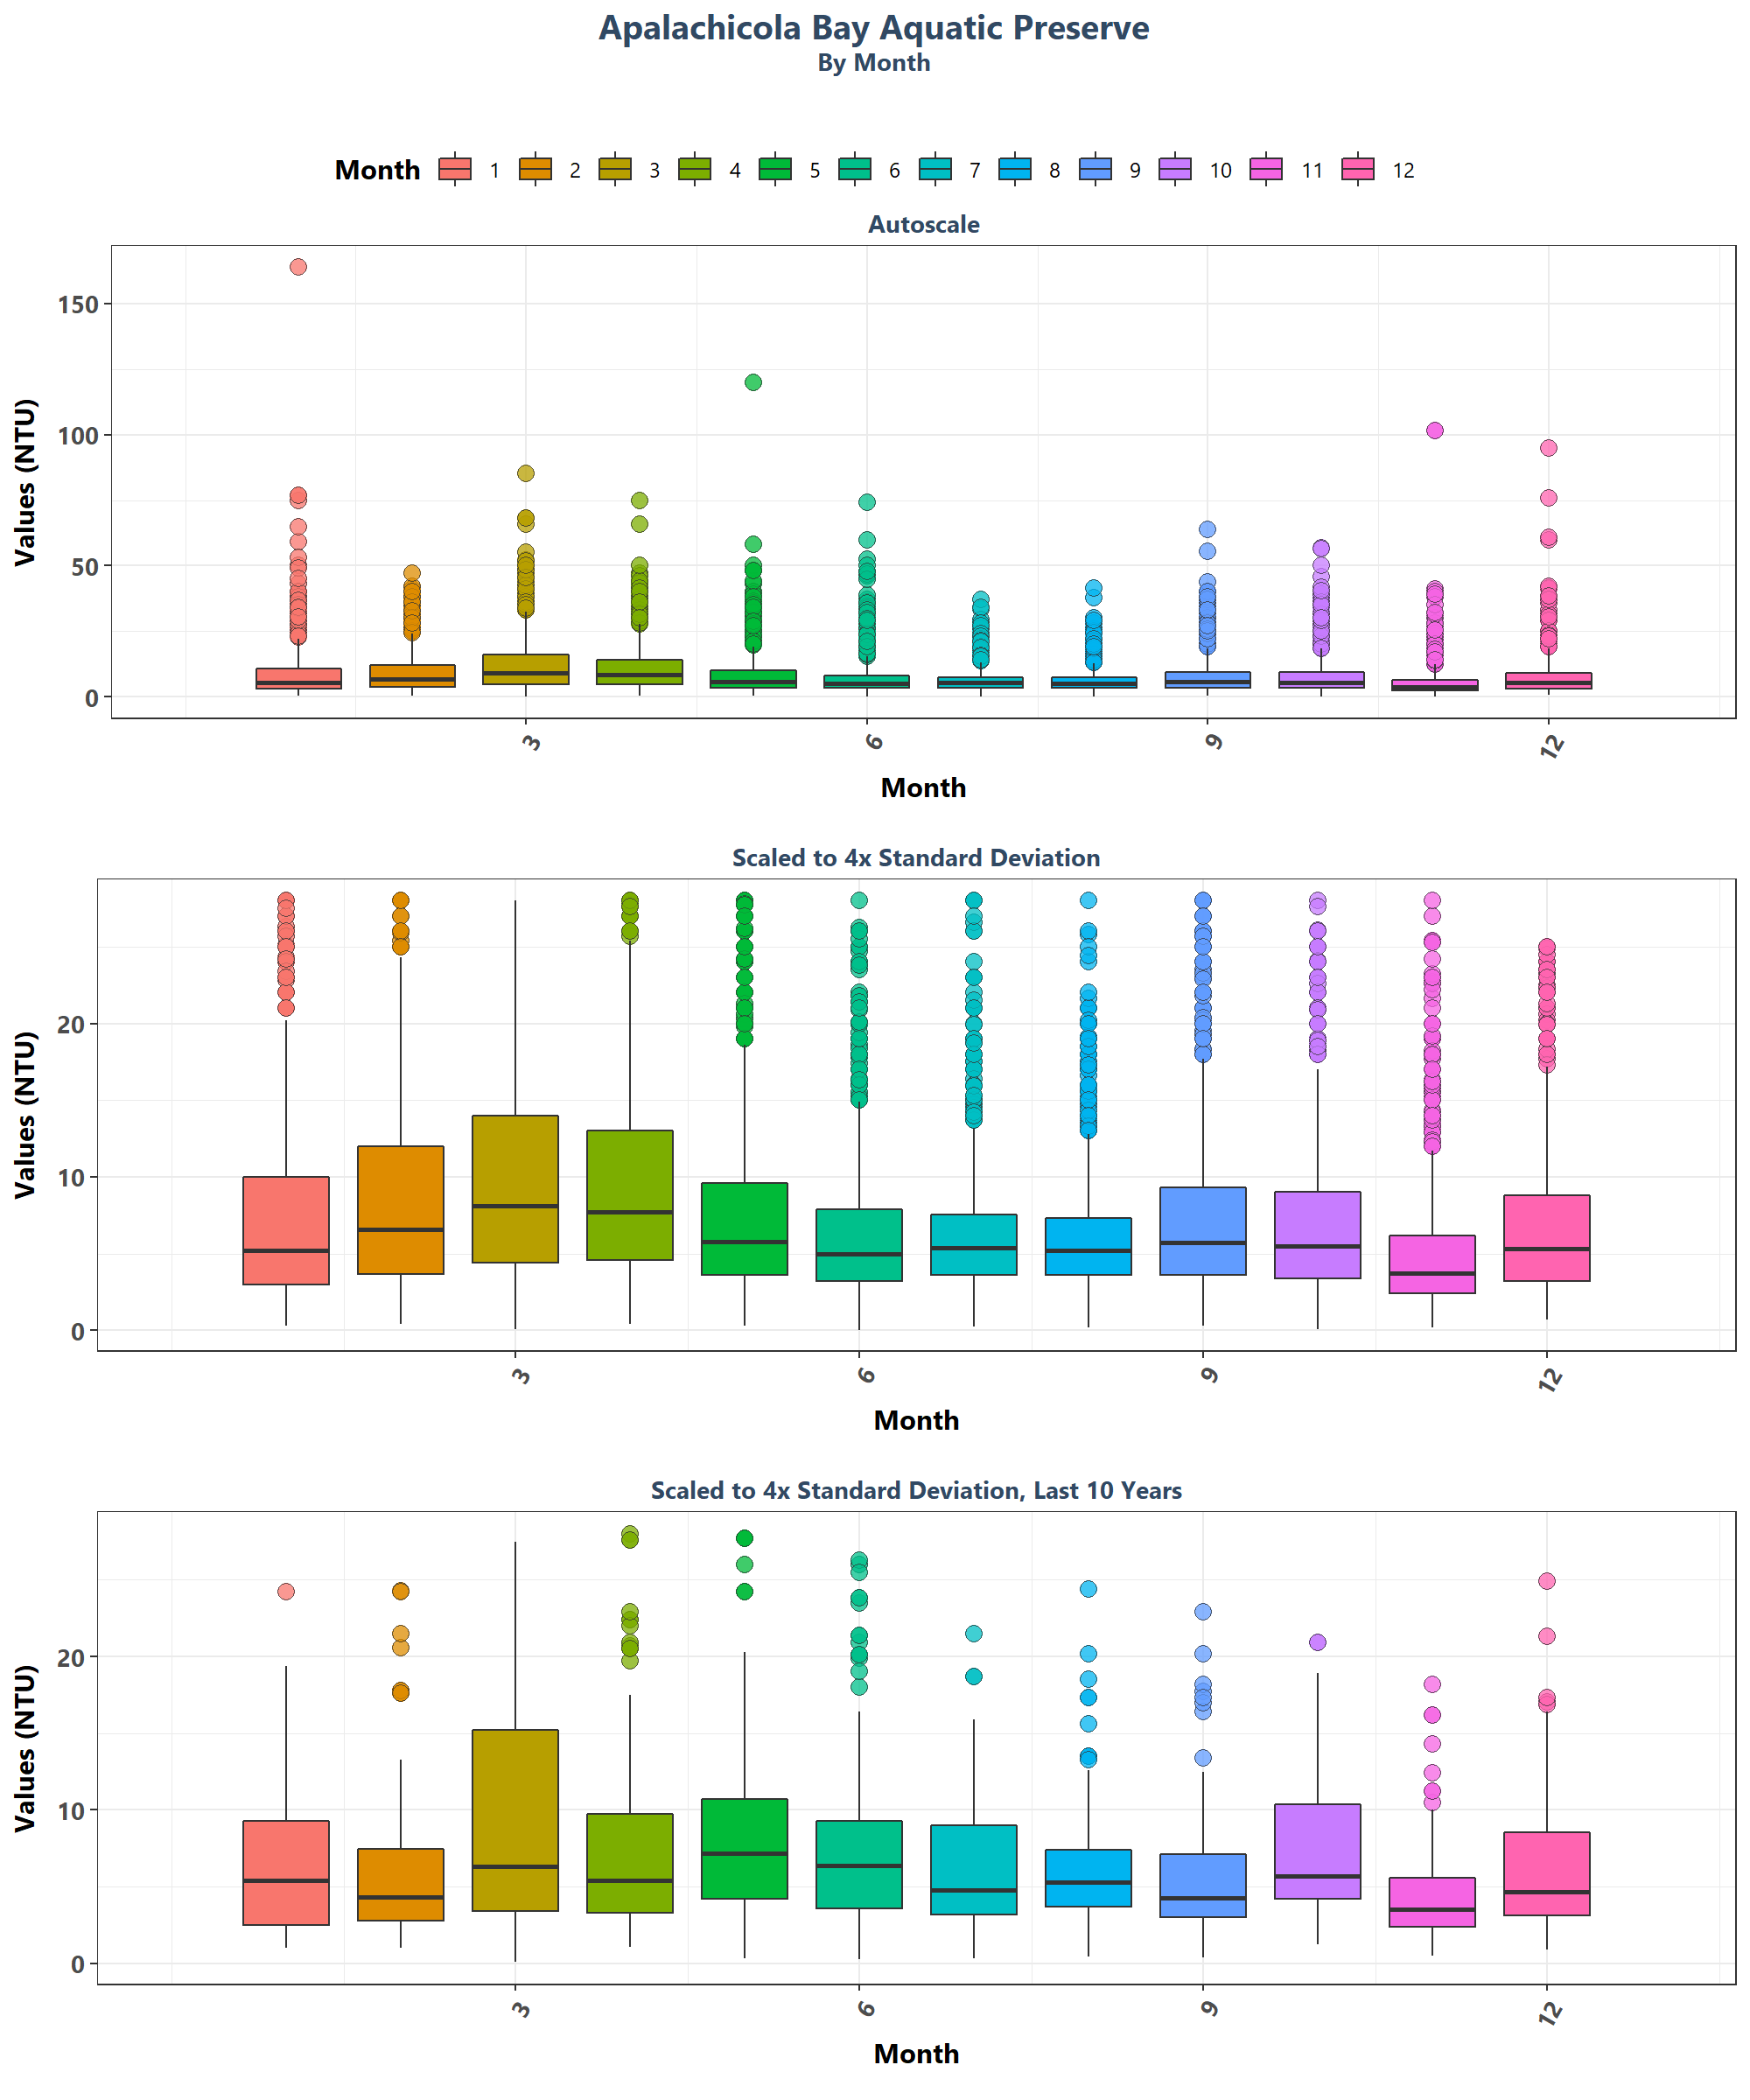 Apalachicola Bay Aquatic Preserve
By Month
Month 1 2 3 4 5 6 7 8 9 10 11 12
Autoscale
Values (NTU)
150
100
50
0
3 6 9 12
Month
Scaled to 4x Standard Deviation
Values (NTU)
20
10
0
3 6 9 12
Month
Scaled to 4x Standard Deviation, Last 10 Years
Values (NTU)
20
10
0
3 6 9 12
Month